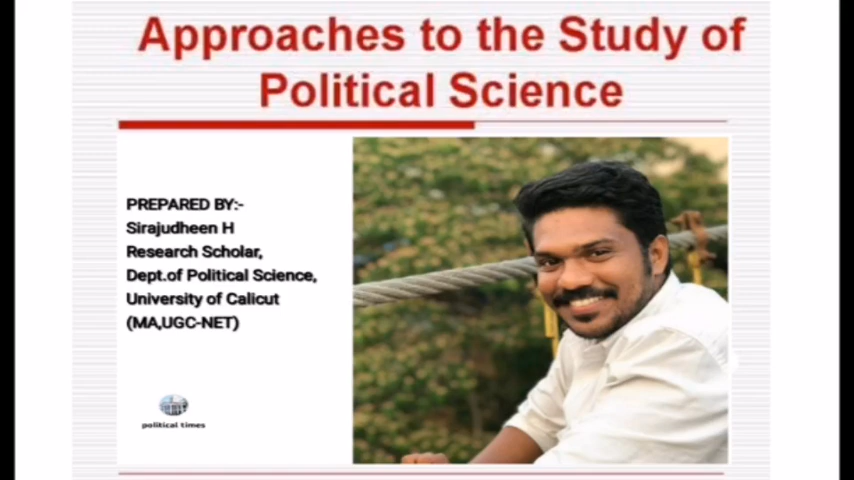 Approaches to the Study of
Political Science
PREPARED BY:-
Sirajudheen H
Research Scholar,
Dept.of Political Science,
University of Calicut
(MA,UGC-NET)
political times